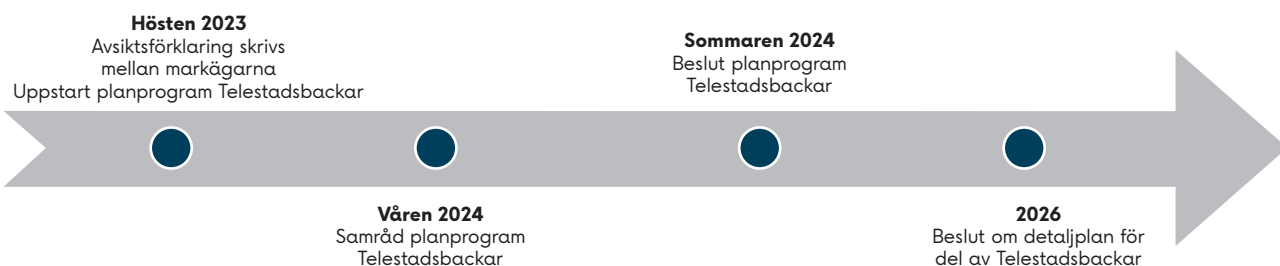 Hösten 2023
Avsiktsförklaring skrivs
mellan markägarna
Uppstart planprogram Telestadsbackar
Våren 2024
Samråd planprogram
Telestadsbackar
Sommaren 2024
Beslut planprogram
Telestadsbackar
2026
Beslut om detaljplan för
del av Telestadsbackar